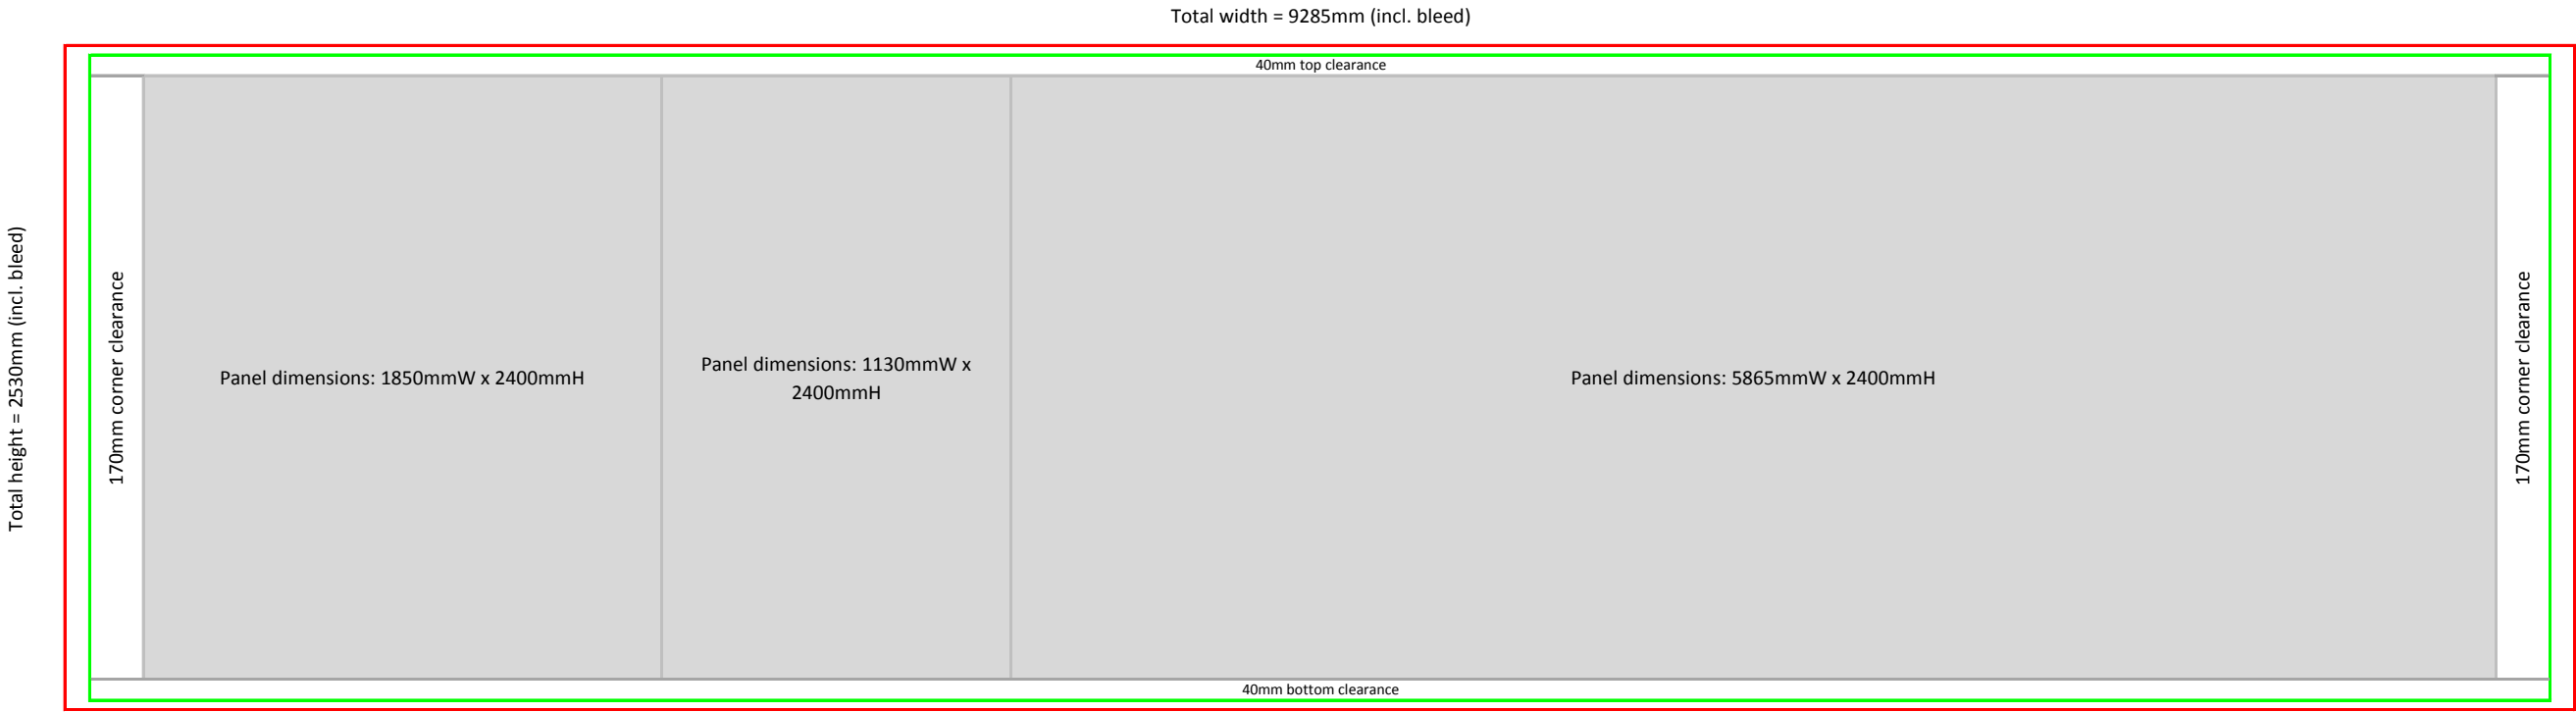 Total width = 9285mm (incl. bleed)
40mm top clearance
Total height = 2530mm (incl. bleed)
170mm corner clearance
Panel dimensions: 1850mmW x 2400mmH
Panel dimensions: 1130mmW x
2400mmH
Panel dimensions: 5865mmW x 2400mmH
170mm corner clearance
40mm bottom clearance